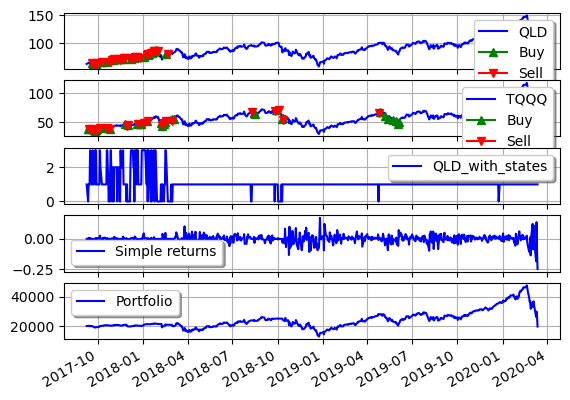 150
100
QLD
Buy
Sell
100
50
TQQQ
Buy
Sell
2
0
QLD_with_states
0.00
−0.25
Simple returns
40000
20000
Portfolio
2017-10
2018-01
2018-04
2018-07
2018-10
2019-01
2019-04
2019-07
2019-10
2020-01
2020-04